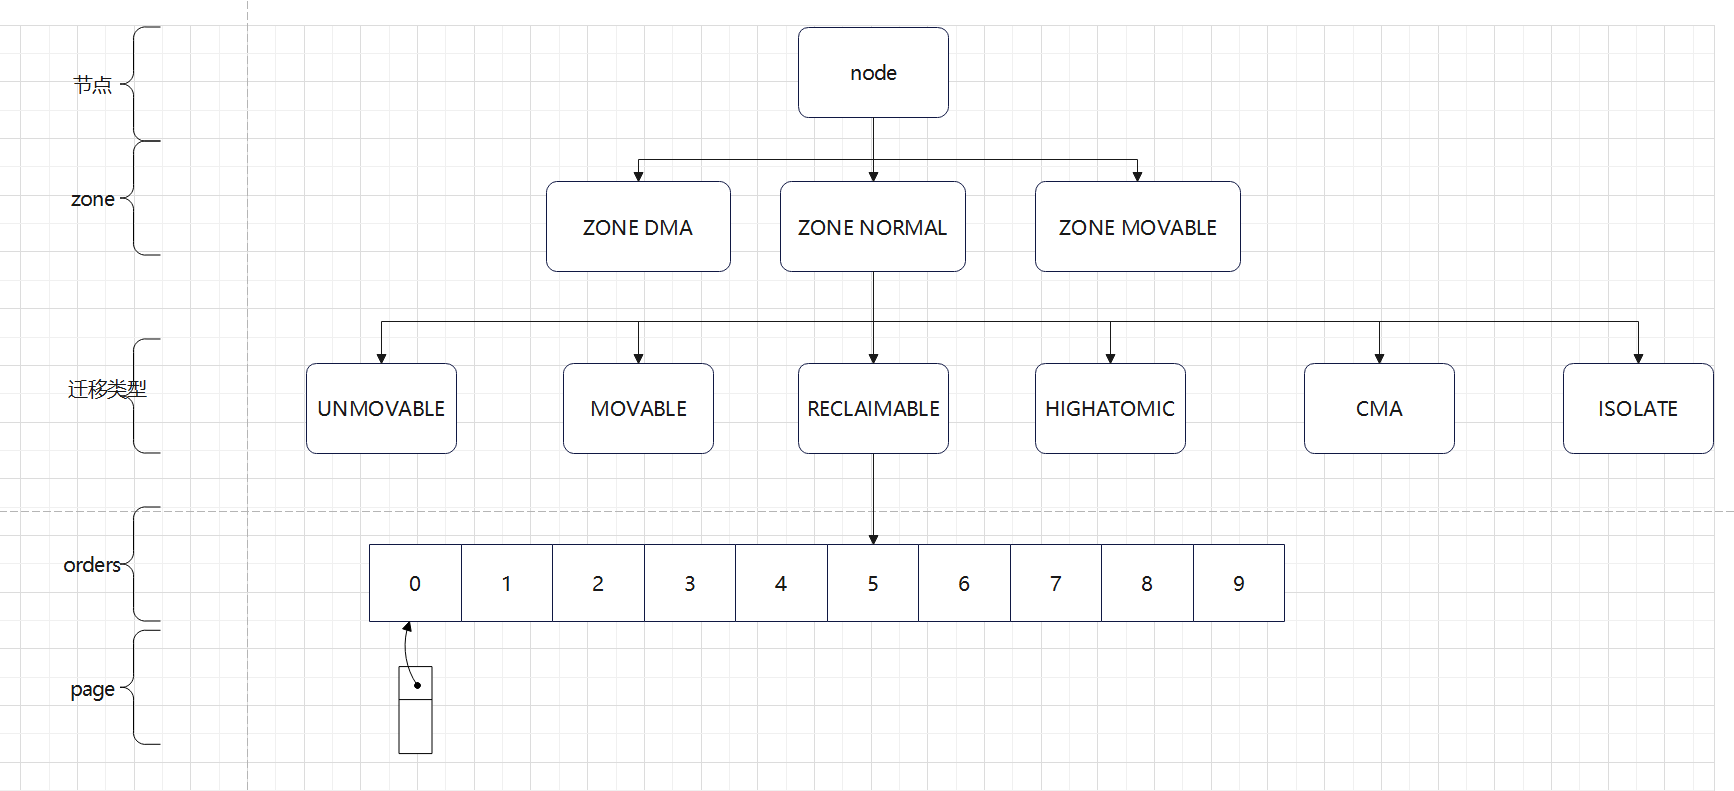 节点
node
zone
ZONE DMA
ZONE NORMAL
ZONE MOVABLE
迁移类型
UNMOVABLE
MOVABLE
RECLAIMABLE
HIGHATOMIC
CMA
ISOLATE
orders
0 1 2 3 4 5 6 7 8 9
page